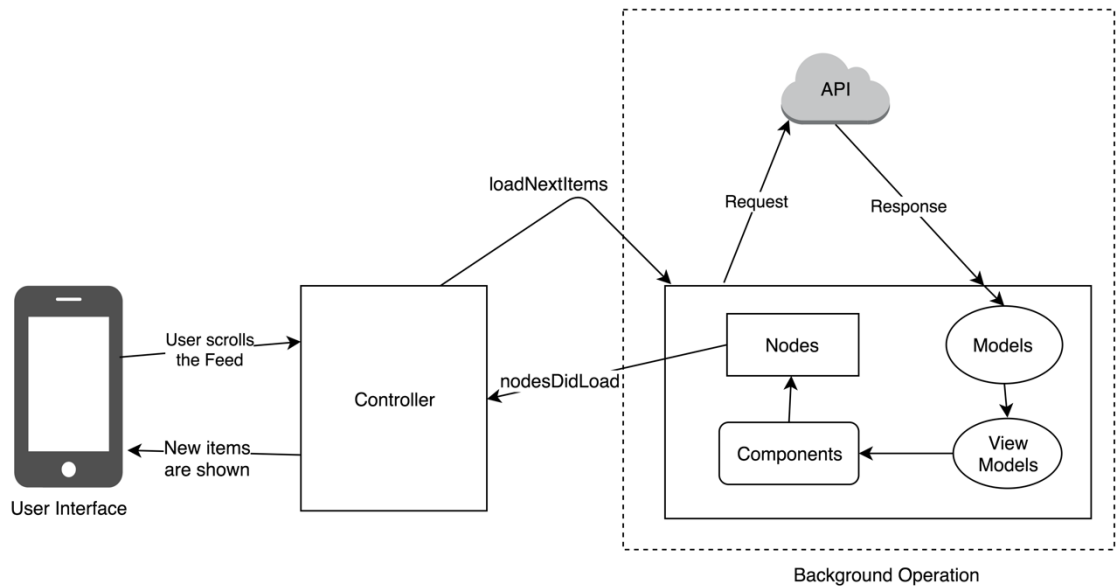 API
loadNextItems
Request
Response
User scrolls
the Feed
Nodes
Models
nodesDidLoad
Controller
New items
are shown
Components
View
Models
User Interface
Background Operation